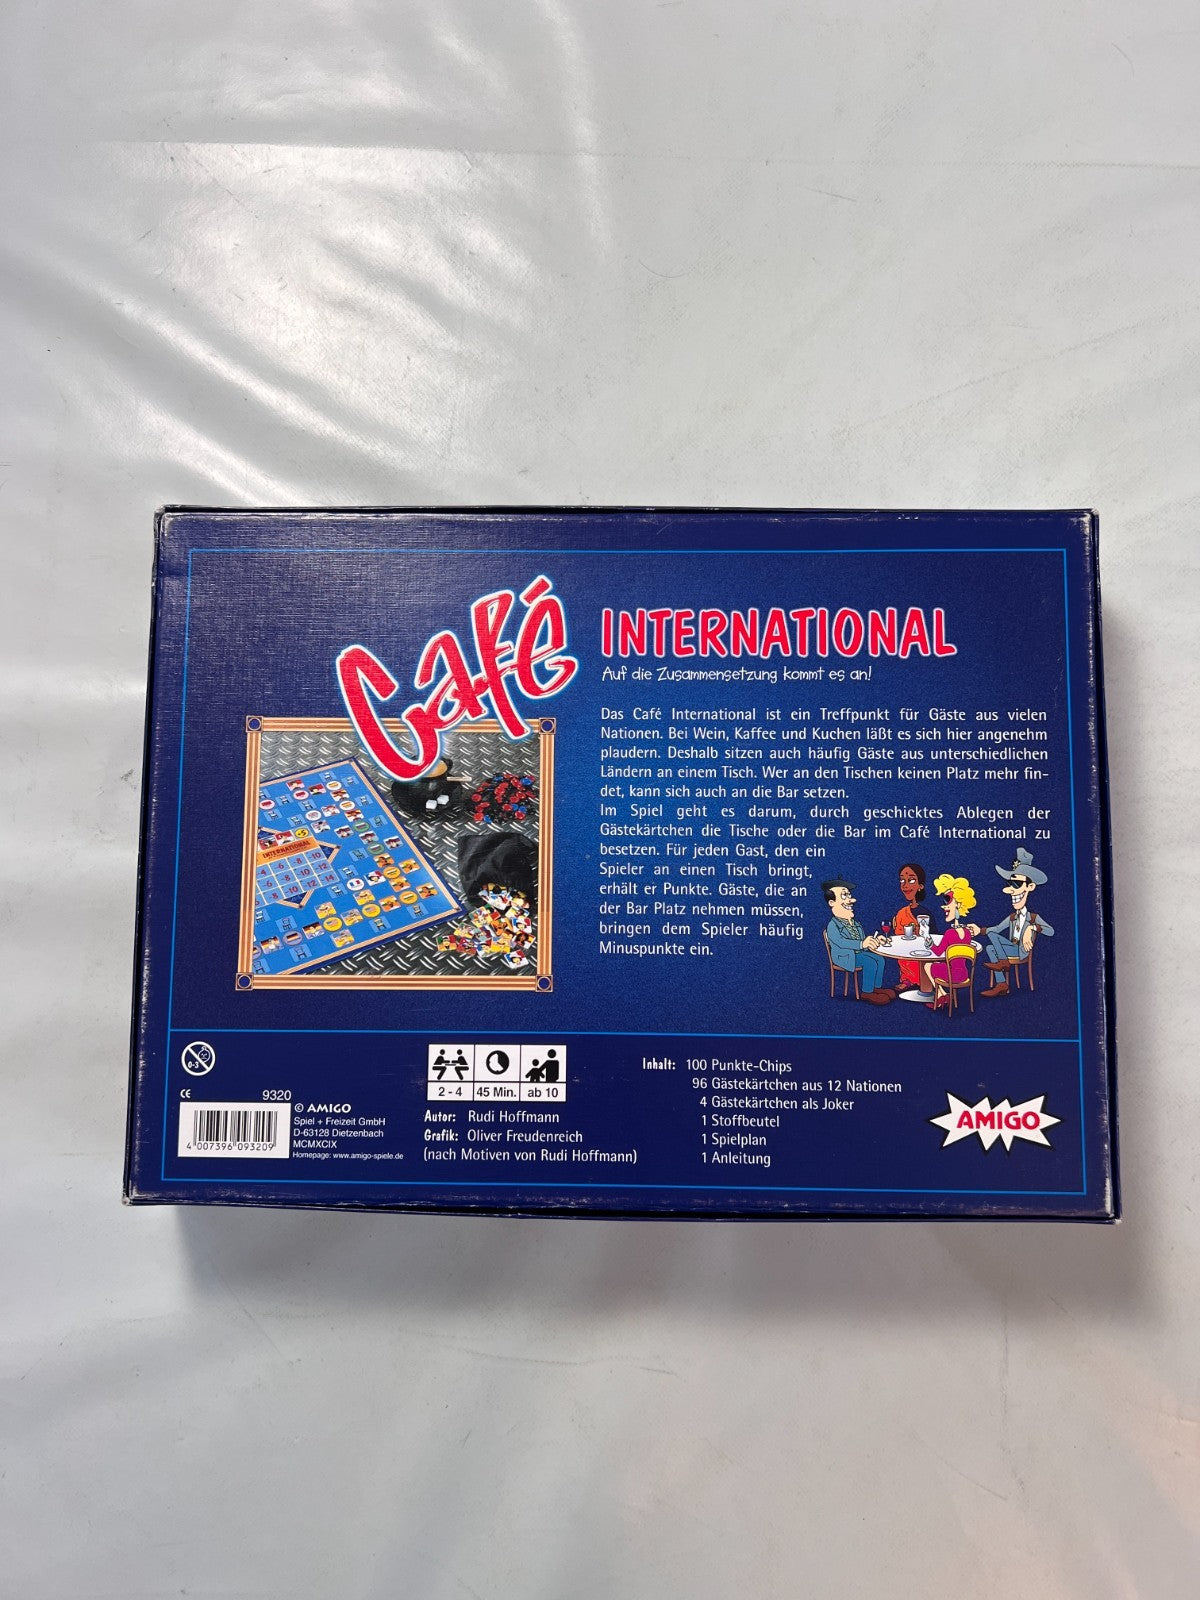 Café
INTERNATIONAL
Auf die Zusammensetzung kommt es an!
Das Café International ist ein Treffpunkt für Gäste aus vielen
Nationen. Bei Wein, Kaffee und Kuchen läßt es sich hier angenehm
plaudern. Deshalb sitzen auch häufig Gäste aus unterschiedlichen
Ländern an einem Tisch. Wer an den Tischen keinen Platz mehr fin-
det, kann sich auch an die Bar setzen.
Im Spiel geht es darum, durch geschicktes Ablegen der
Gästekärtchen die Tische oder die Bar im Café International zu
besetzen. Für jeden Gast, den ein
Spieler an einen Tisch bringt,
erhält er Punkte. Gäste, die an
der Bar Platz nehmen müssen,
bringen dem Spieler häufig
Minuspunkte ein.
INTERNATIONAL
0-3
CE
9320
4 007396 093209
© AMIGO
Spiel + Freizeit GmbH
D-63128 Dietzenbach
MCMXCIX
Homepage: www.amigo-spiele.de
2 - 4
45 Min.
ab 10
Autor: Rudi Hoffmann
Grafik: Oliver Freudenreich
(nach Motiven von Rudi Hoffmann)
Inhalt: 100 Punkte-Chips
96 Gästekärtchen aus 12 Nationen
4 Gästekärtchen als Joker
1 Stoffbeutel
1 Spielplan
1 Anleitung
AMIGO